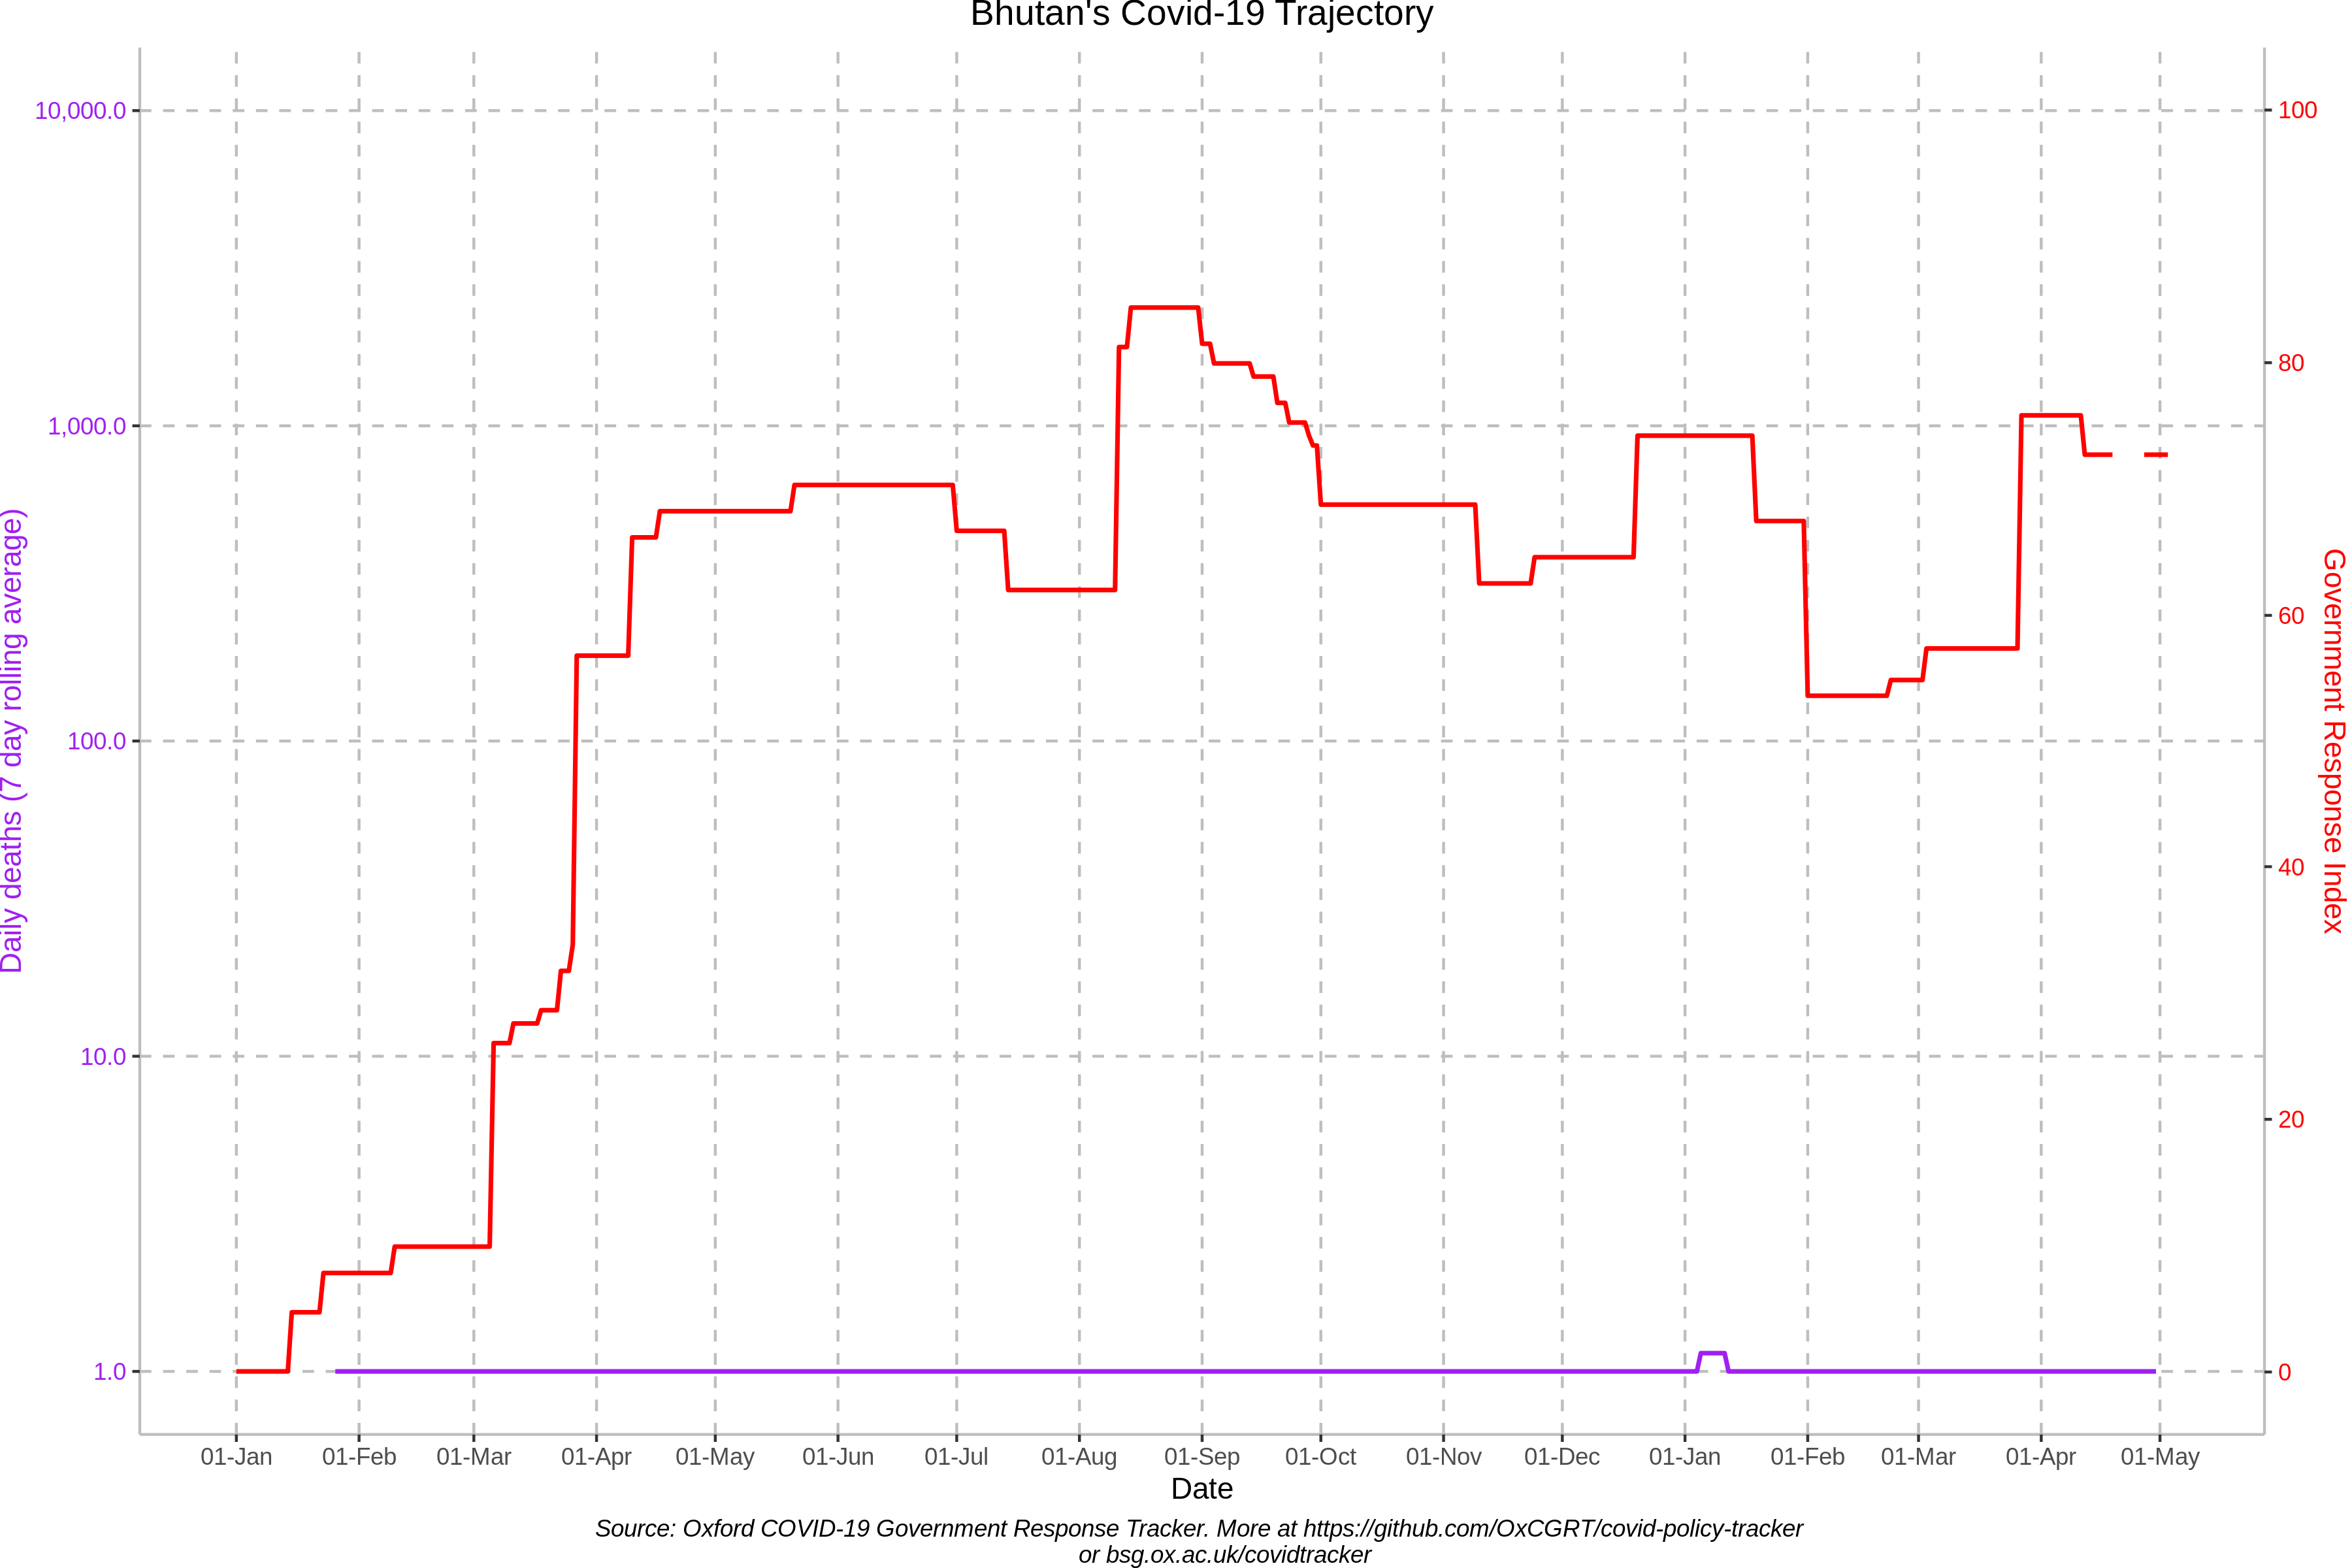 Bhutan's Covid-19 Trajectory
10,000.0
1,000.0
100.0
10.0
1.0
Daily deaths (7 day rolling average)
100
80
60
40
20
0
Government Response Index
01-Jan 01-Feb 01-Mar 01-Apr 01-May 01-Jun 01-Jul 01-Aug 01-Sep 01-Oct 01-Nov 01-Dec 01-Jan 01-Feb 01-Mar 01-Apr 01-May
Date
Source: Oxford COVID-19 Government Response Tracker. More at https://github.com/OxCGRT/covid-policy-tracker
or bsg.ox.ac.uk/covidtracker